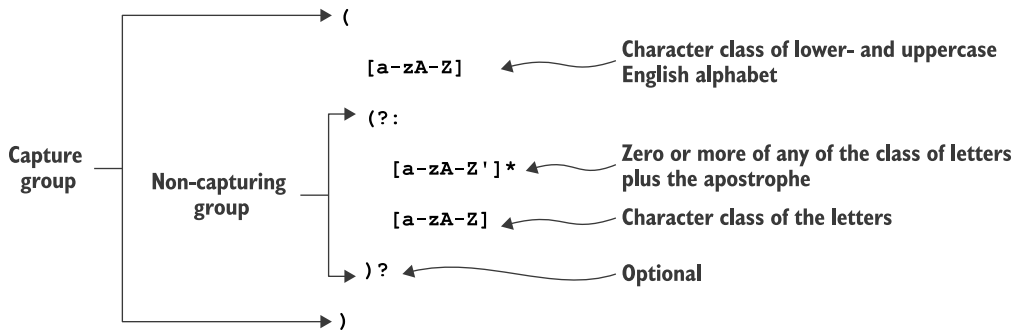 (
Character class of lower- and uppercase
English alphabet
[a-zA-Z]
(?:
Capture
group
Non-capturing
group
[a-zA-Z']*
Zero or more of any of the class of letters
plus the apostrophe
[a-zA-Z]
Character class of the letters
)?
Optional
)